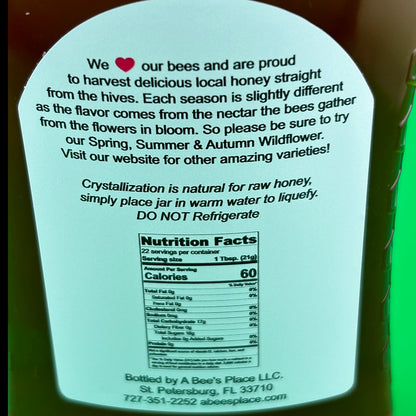 We ❤ our bees and are proud
to harvest delicious local honey straight
from the hives. Each season is slightly different
as the flavor comes from the nectar the bees gather
from the flowers in bloom. So please be sure to try
our Spring, Summer & Autumn Wildflower.
Visit our website for other amazing varieties!
Crystallization is natural for raw honey,
simply place jar in warm water to liquefy.
DO NOT Refrigerate
Nutrition Facts
22 servings per container
Serving size 1 Tbsp. (21g)
Amount Per Serving
Calories 60
% Daily Value*
Total Fat 0g 0%
Saturated Fat 0g 0%
Trans Fat 0g
Cholesterol 0mg 0%
Sodium 0mg 0%
Total Carbohydrate 17g
Dietary Fiber 0g
Total Sugars 16g
Includes 0g Added Sugars
Protein 0g
Bottled by A Bee's Place LLC.
St. Petersburg, FL 33710
727-351-2252 abeesplace.com